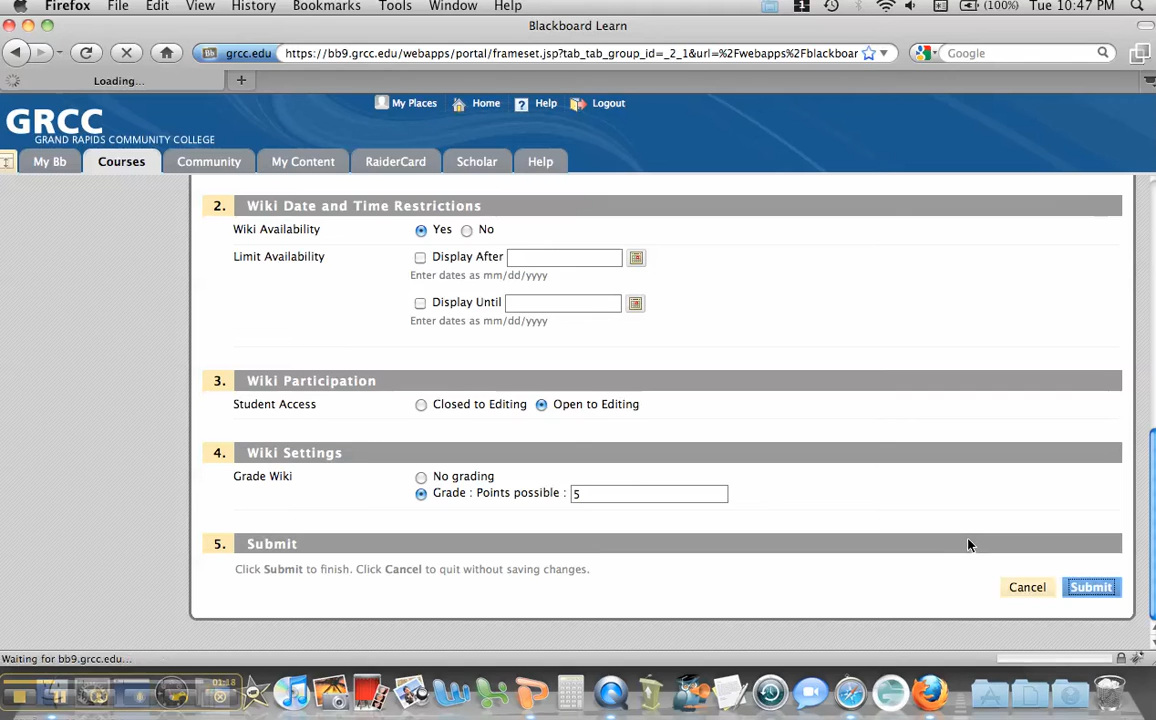 Firefox File Edit View History Bookmarks Tools Window Help 1 (100%) Tue 10:47 PM
Blackboard Learn
Bb grcc.edu https://bb9.grcc.edu/webapps/portal/frameset.jsp?tab_tab_group_id=_2_1&url=%2Fwebapps%2Fblackboar Google
Loading...
My Places Home Help Logout
GRCC
GRAND RAPIDS COMMUNITY COLLEGE
My Bb Courses Community My Content RaiderCard Scholar Help
2. Wiki Date and Time Restrictions
Wiki Availability Yes No
Limit Availability Display After
Enter dates as mm/dd/yyyy
Display Until
Enter dates as mm/dd/yyyy
3. Wiki Participation
Student Access Closed to Editing Open to Editing
4. Wiki Settings
Grade Wiki No grading
Grade : Points possible : 5
5. Submit
Click Submit to finish. Click Cancel to quit without saving changes.
Cancel Submit
Waiting for bb9.grcc.edu...
01:18